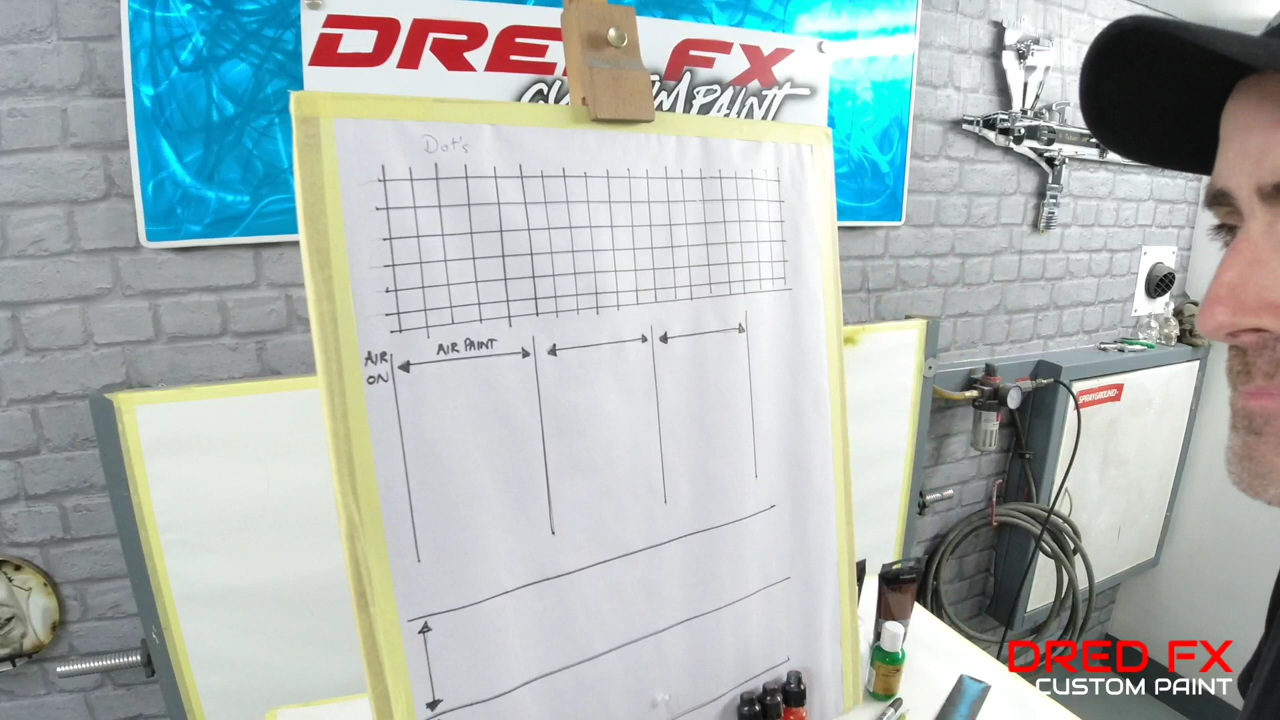 DRED FX
CUSTOM PAINT
Dot's
AIR PAINT
AIR
ON
SPRAYGROUND
DRED FX
CUSTOM PAINT